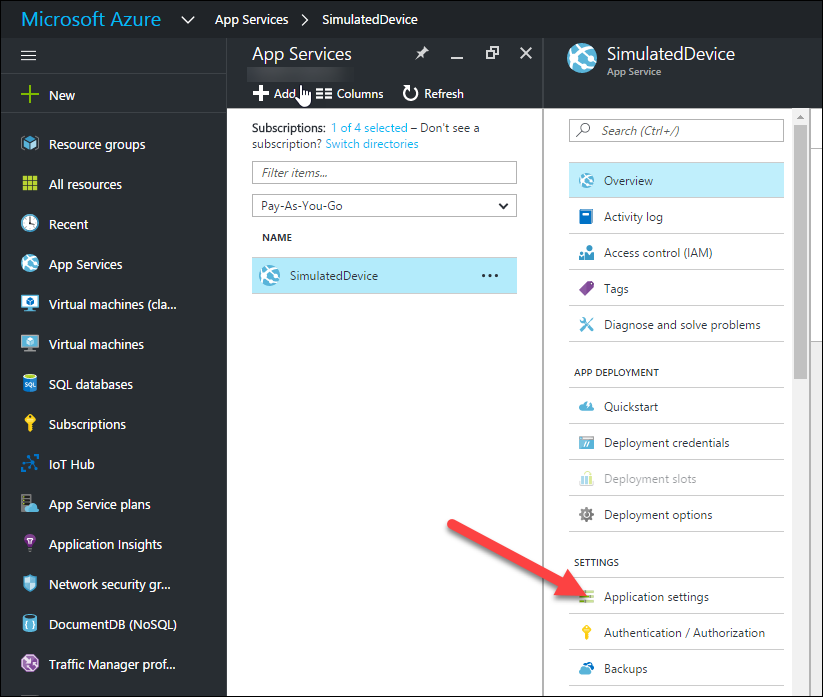 Microsoft Azure
App Services > SimulatedDevice
New
Resource groups
All resources
Recent
App Services
Virtual machines (cla...
Virtual machines
SQL databases
Subscriptions
IoT Hub
App Service plans
Application Insights
Network security gr...
DocumentDB (NoSQL)
Traffic Manager prof...
App Services
Add
Columns
Refresh
Subscriptions: 1 of 4 selected – Don't see a
subscription? Switch directories
Filter items...
Pay-As-You-Go
NAME
SimulatedDevice
SimulatedDevice
App Service
Search (Ctrl+/)
Overview
Activity log
Access control (IAM)
Tags
Diagnose and solve problems
APP DEPLOYMENT
Quickstart
Deployment credentials
Deployment slots
Deployment options
SETTINGS
Application settings
Authentication / Authorization
Backups